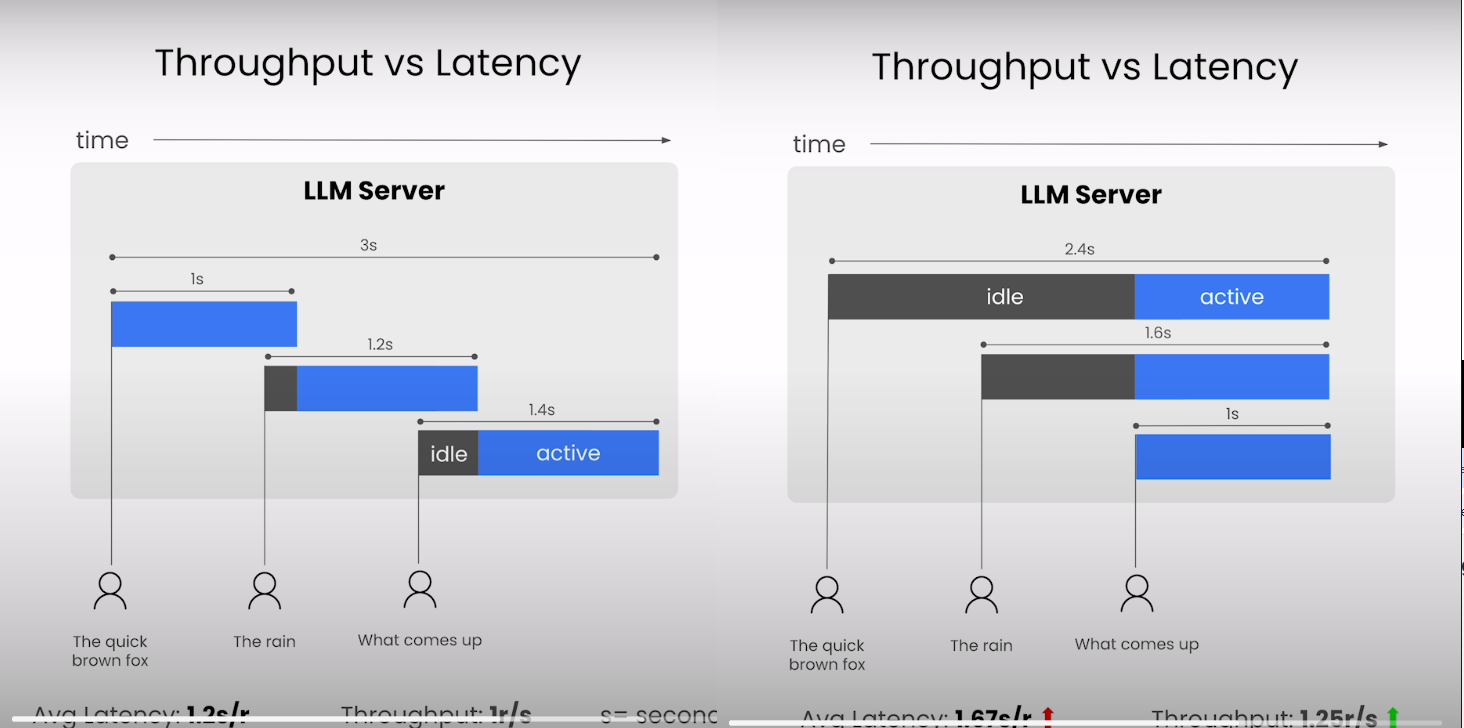 Throughput vs Latency
time
LLM Server
3s
1s
1.2s
1.4s
idle
active
The quick
brown fox
The rain
What comes up
Avg Latency: 1.2s/r
Throughput: 1r/s
s= secon
Throughput vs Latency
time
LLM Server
2.4s
idle
active
1.6s
1s
The quick
brown fox
The rain
What comes up
Avg Latency: 1.67s/r
Throughput: 1.25r/s